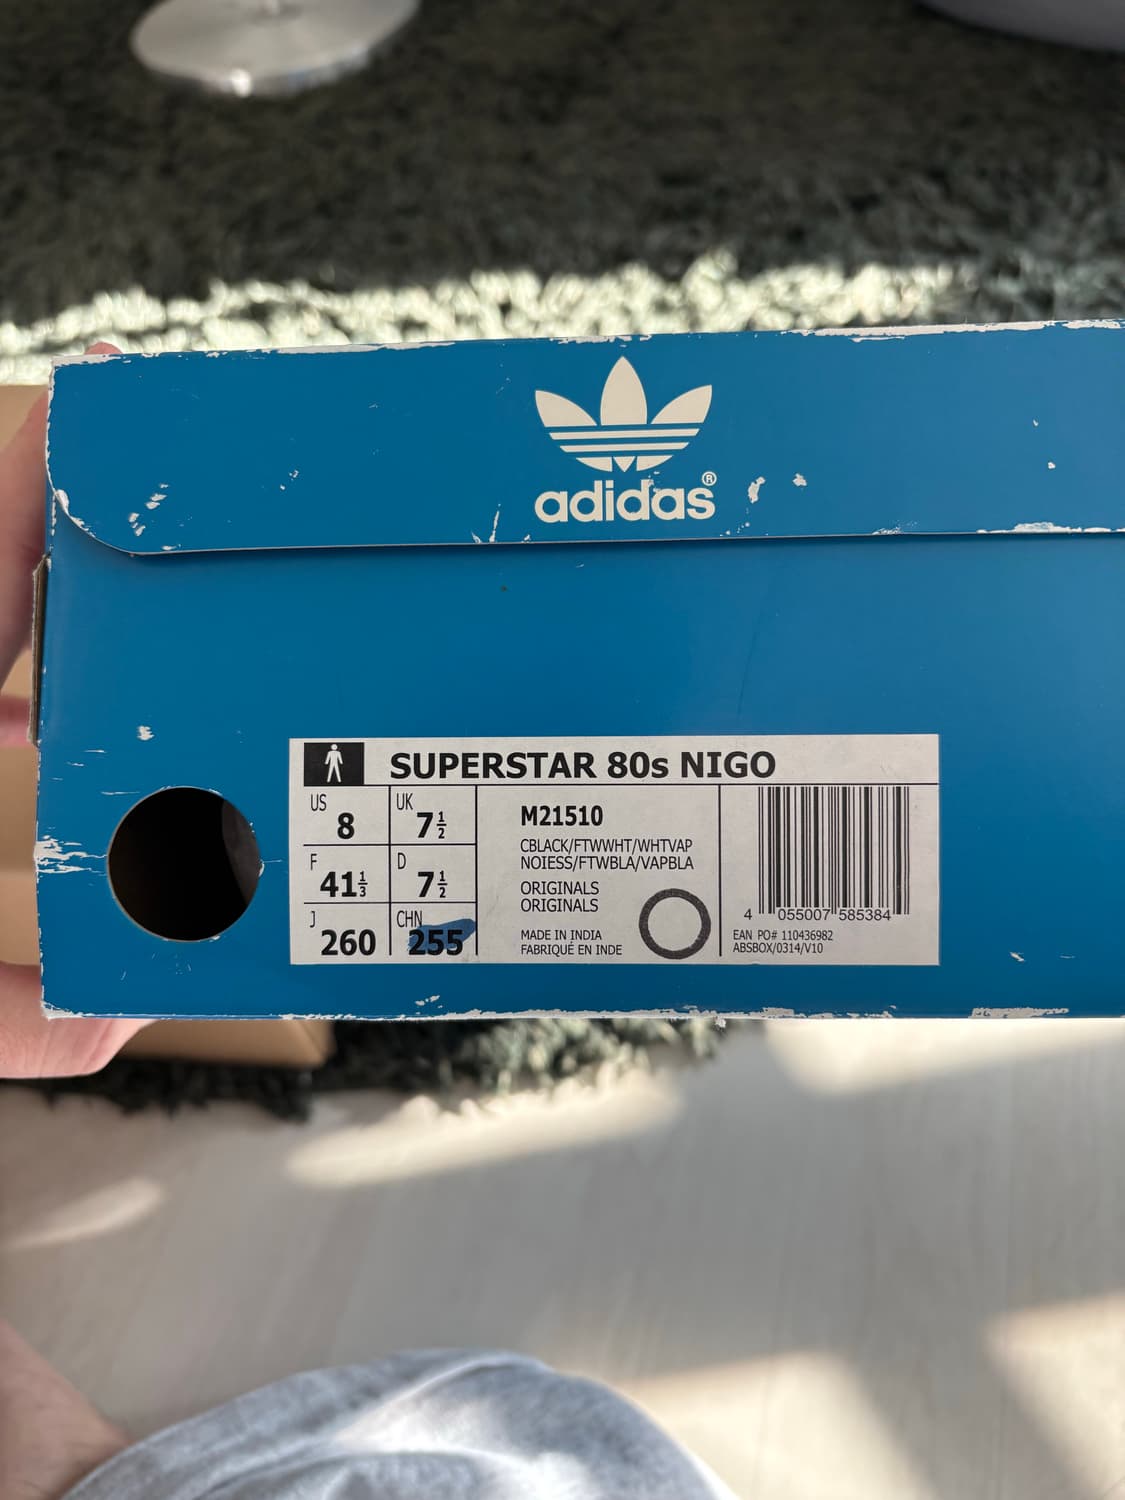 adidas®
SUPERSTAR 80s NIGO
US
8
UK
7½
F
41⅓
D
7½
J
260
CHN
255
M21510
CBLACK/FTWWHT/WHTVAP
NOIESS/FTWBLA/VAPBLA
ORIGINALS
ORIGINALS
MADE IN INDIA
FABRIQUÉ EN INDE
4 055007 585384
EAN PO# 110436982
ABSBOX/0314/V10